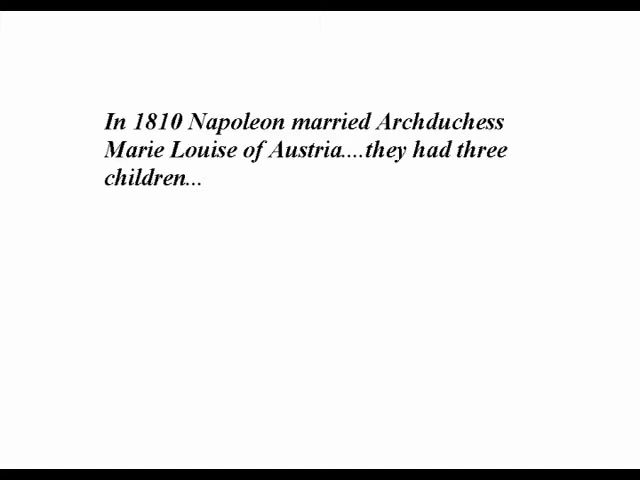 In 1810 Napoleon married Archduchess
Marie Louise of Austria....they had three
children...